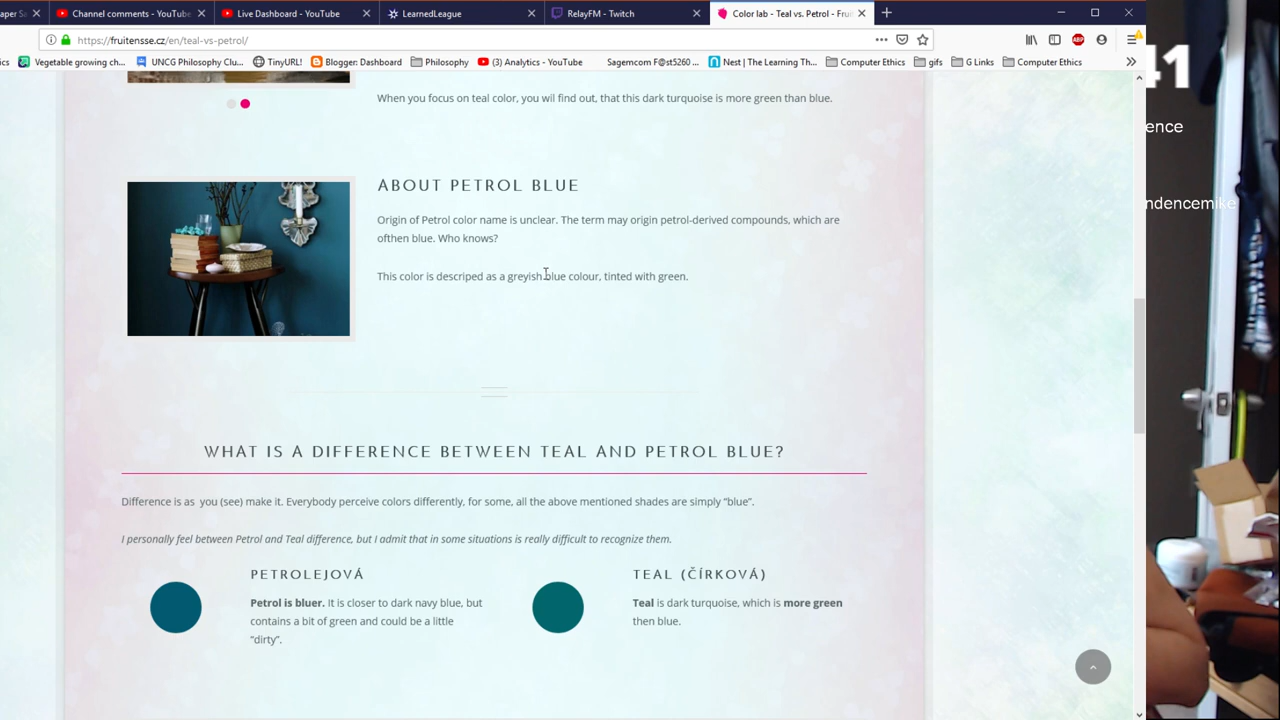 Channel comments - YouTube
Live Dashboard - YouTube
LearnedLeague
RelayFM - Twitch
Color lab - Teal vs. Petrol - Frui
https://fruitensse.cz/en/teal-vs-petrol/
Vegetable growing ch...
UNCG Philosophy Clu...
TinyURL!
Blogger: Dashboard
Philosophy
(3) Analytics - YouTube
Sagemcom F@st5260 ...
Nest | The Learning Th...
Computer Ethics
gifs
G Links
Computer Ethics
41
ence
ndencemike
When you focus on teal color, you wil find out, that this dark turquoise is more green than blue.
ABOUT PETROL BLUE
Origin of Petrol color name is unclear. The term may origin petrol-derived compounds, which are
ofthen blue. Who knows?
This color is descriped as a greyish blue colour, tinted with green.
WHAT IS A DIFFERENCE BETWEEN TEAL AND PETROL BLUE?
Difference is as you (see) make it. Everybody perceive colors differently, for some, all the above mentioned shades are simply “blue”.
I personally feel between Petrol and Teal difference, but I admit that in some situations is really difficult to recognize them.
PETROLEJOVÁ
Petrol is bluer. It is closer to dark navy blue, but
contains a bit of green and could be a little
“dirty”.
TEAL (ČÍRKOVÁ)
Teal is dark turquoise, which is more green
then blue.